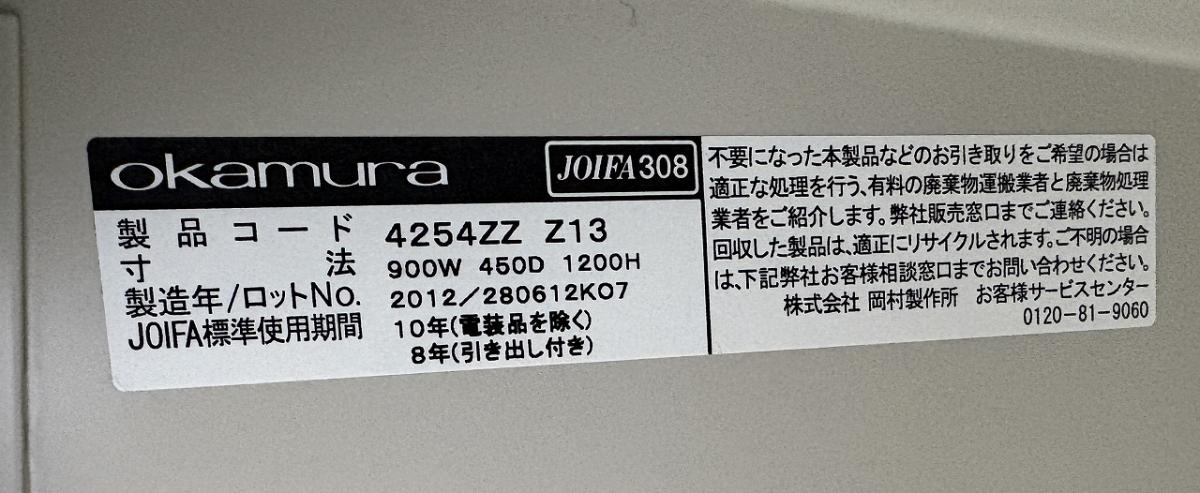 okamura
JOIFA308
製品コード 4254ZZ Z13
寸法 900W 450D 1200H
製造年/ロットNo. 2012/280612K07
JOIFA標準使用期間 10年(電装品を除く)
8年(引き出し付き)
不要になった本製品などのお引き取りをご希望の場合は
適正な処理を行う、有料の廃棄物運搬業者と廃棄物処理
業者をご紹介します。弊社販売窓口までご連絡ください。
回収した製品は、適正にリサイクルされます。ご不明の場合
は、下記弊社お客様相談窓口までお問い合わせください。
株式会社 岡村製作所 お客様サービスセンター
0120-81-9060